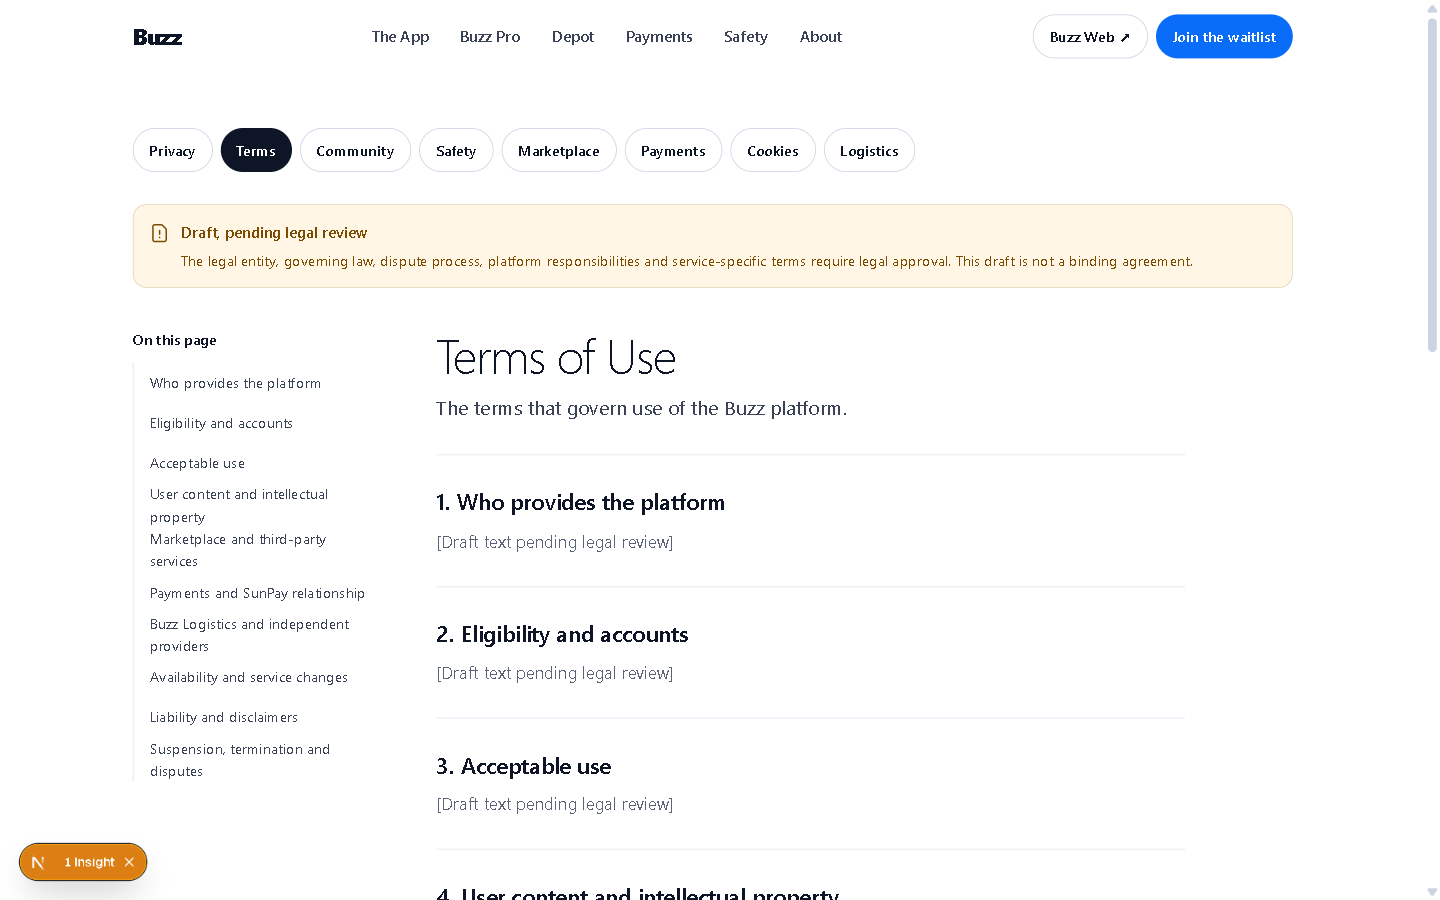 Buzz
The App
Buzz Pro
Depot
Payments
Safety
About
Buzz Web ↗
Join the waitlist
Privacy
Terms
Community
Safety
Marketplace
Payments
Cookies
Logistics
Draft, pending legal review
The legal entity, governing law, dispute process, platform responsibilities and service-specific terms require legal approval. This draft is not a binding agreement.
On this page
Who provides the platform
Eligibility and accounts
Acceptable use
User content and intellectual
property
Marketplace and third-party
services
Payments and SunPay relationship
Buzz Logistics and independent
providers
Availability and service changes
Liability and disclaimers
Suspension, termination and
disputes
Terms of Use
The terms that govern use of the Buzz platform.
1. Who provides the platform
[Draft text pending legal review]
2. Eligibility and accounts
[Draft text pending legal review]
3. Acceptable use
[Draft text pending legal review]
4. User content and intellectual property
N
1 Insight